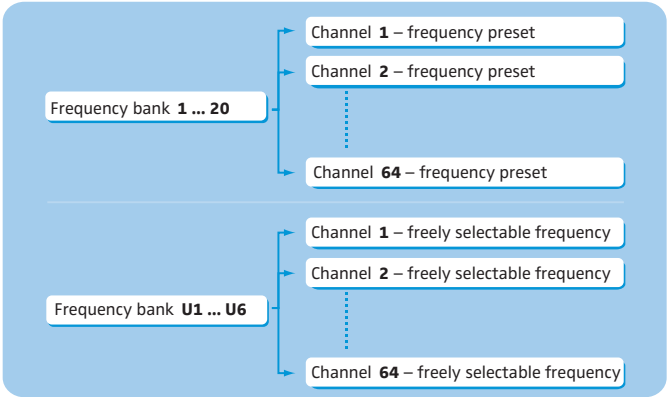 Channel 1 – frequency preset
Channel 2 – frequency preset
Frequency bank 1 ... 20
Channel 64 – frequency preset
Channel 1 – freely selectable frequency
Channel 2 – freely selectable frequency
Frequency bank U1 ... U6
Channel 64 – freely selectable frequency